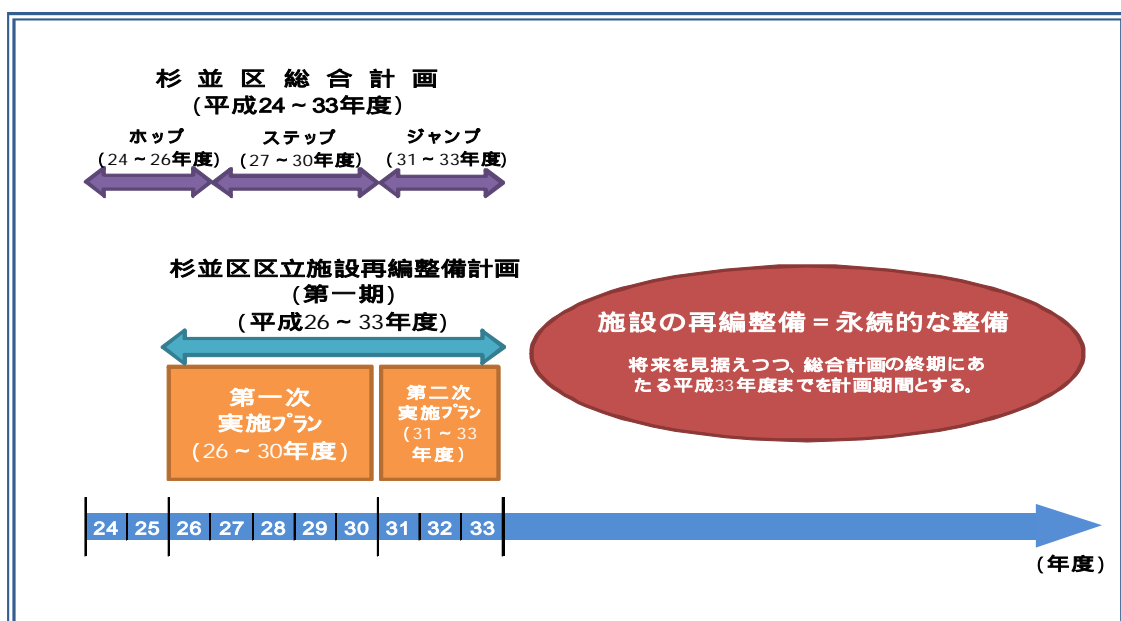 杉並区総合計画
(平成24～33年度)
ホップ
(24～26年度)
ステップ
(27～30年度)
ジャンプ
(31～33年度)
杉並区区立施設再編整備計画
(第一期)
(平成26～33年度)
第一次
実施プラン
(26～30年度)
第二次
実施プラン
(31～33
年度)
施設の再編整備＝永続的な整備
将来を見据えつつ、総合計画の終期にあ
たる平成33年度までを計画期間とする。
24 25 26 27 28 29 30 31 32 33
(年度)